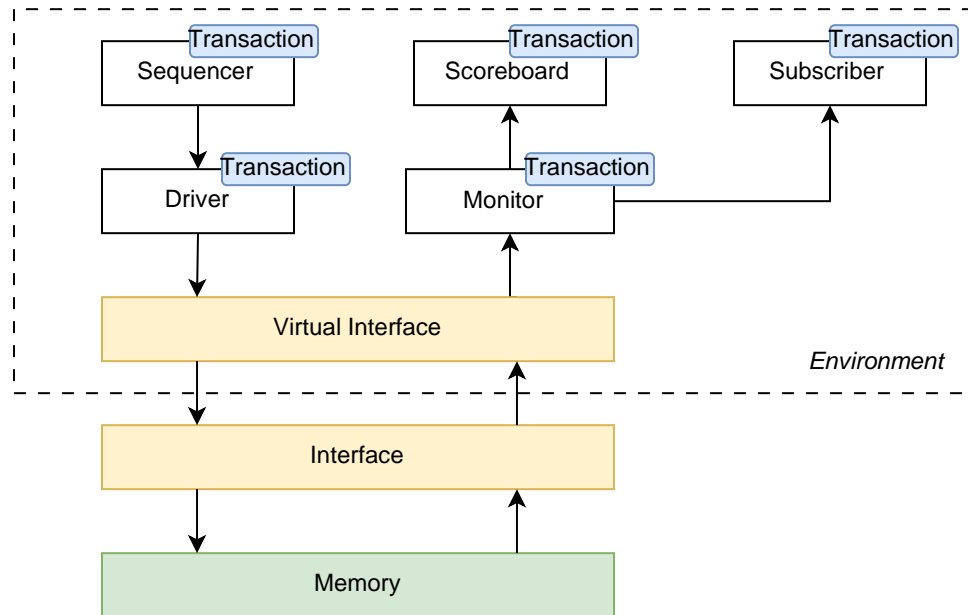 Transaction
Sequencer
Transaction
Scoreboard
Transaction
Subscriber
Transaction
Driver
Transaction
Monitor
Virtual Interface
Environment
Interface
Memory